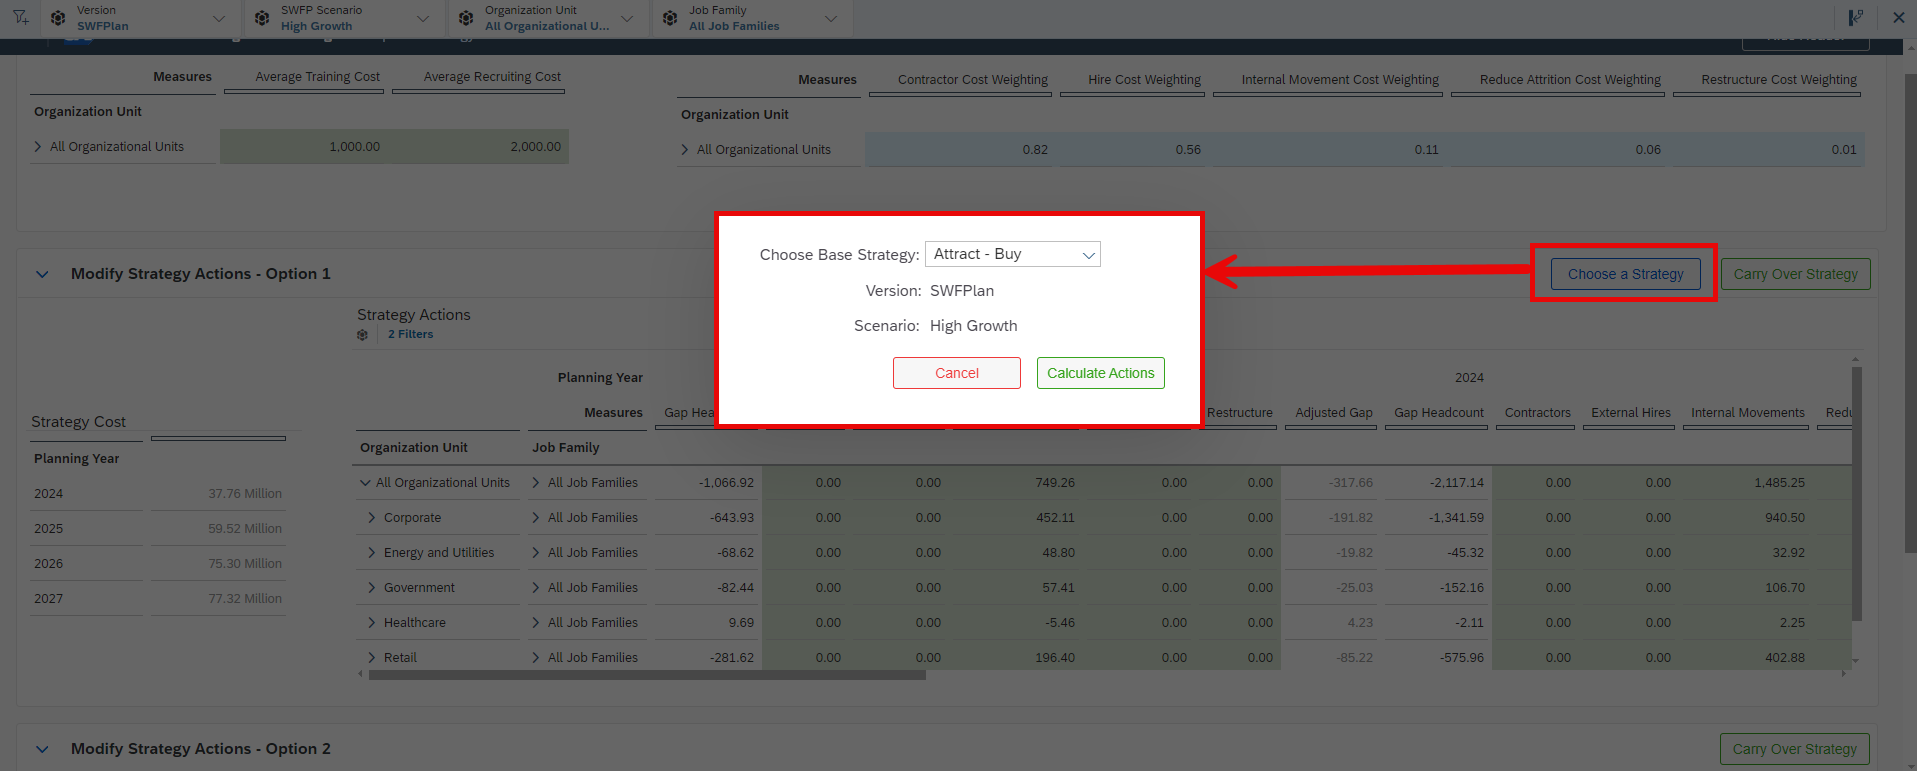 Version
SWFPlan
SWFP Scenario
High Growth
Organization Unit
All Organizational U...
Job Family
All Job Families
Measures Average Training Cost Average Recruiting Cost
Organization Unit
All Organizational Units 1,000.00 2,000.00
Measures Contractor Cost Weighting Hire Cost Weighting Internal Movement Cost Weighting Reduce Attrition Cost Weighting Restructure Cost Weighting
Organization Unit
All Organizational Units 0.82 0.56 0.11 0.06 0.01
Modify Strategy Actions - Option 1
Choose a Strategy
Carry Over Strategy
Choose Base Strategy: Attract - Buy
Version: SWFPlan
Scenario: High Growth
Cancel Calculate Actions
Strategy Cost
Planning Year
2024 37.76 Million
2025 59.52 Million
2026 75.30 Million
2027 77.32 Million
Strategy Actions
2 Filters
Planning Year 2024
Measures Gap Hea Restructure Adjusted Gap Gap Headcount Contractors External Hires Internal Movements Redu
Organization Unit Job Family
All Organizational Units All Job Families -1,066.92 0.00 0.00 749.26 0.00 0.00 -317.66 -2,117.14 0.00 0.00 1,485.25
Corporate All Job Families -643.93 0.00 0.00 452.11 0.00 0.00 -191.82 -1,341.59 0.00 0.00 940.50
Energy and Utilities All Job Families -68.62 0.00 0.00 48.80 0.00 0.00 -19.82 -45.32 0.00 0.00 32.92
Government All Job Families -82.44 0.00 0.00 57.41 0.00 0.00 -25.03 -152.16 0.00 0.00 106.70
Healthcare All Job Families 9.69 0.00 0.00 -5.46 0.00 0.00 4.23 -2.11 0.00 0.00 2.25
Retail All Job Families -281.62 0.00 0.00 196.40 0.00 0.00 -85.22 -575.96 0.00 0.00 402.88
Modify Strategy Actions - Option 2
Carry Over Strategy